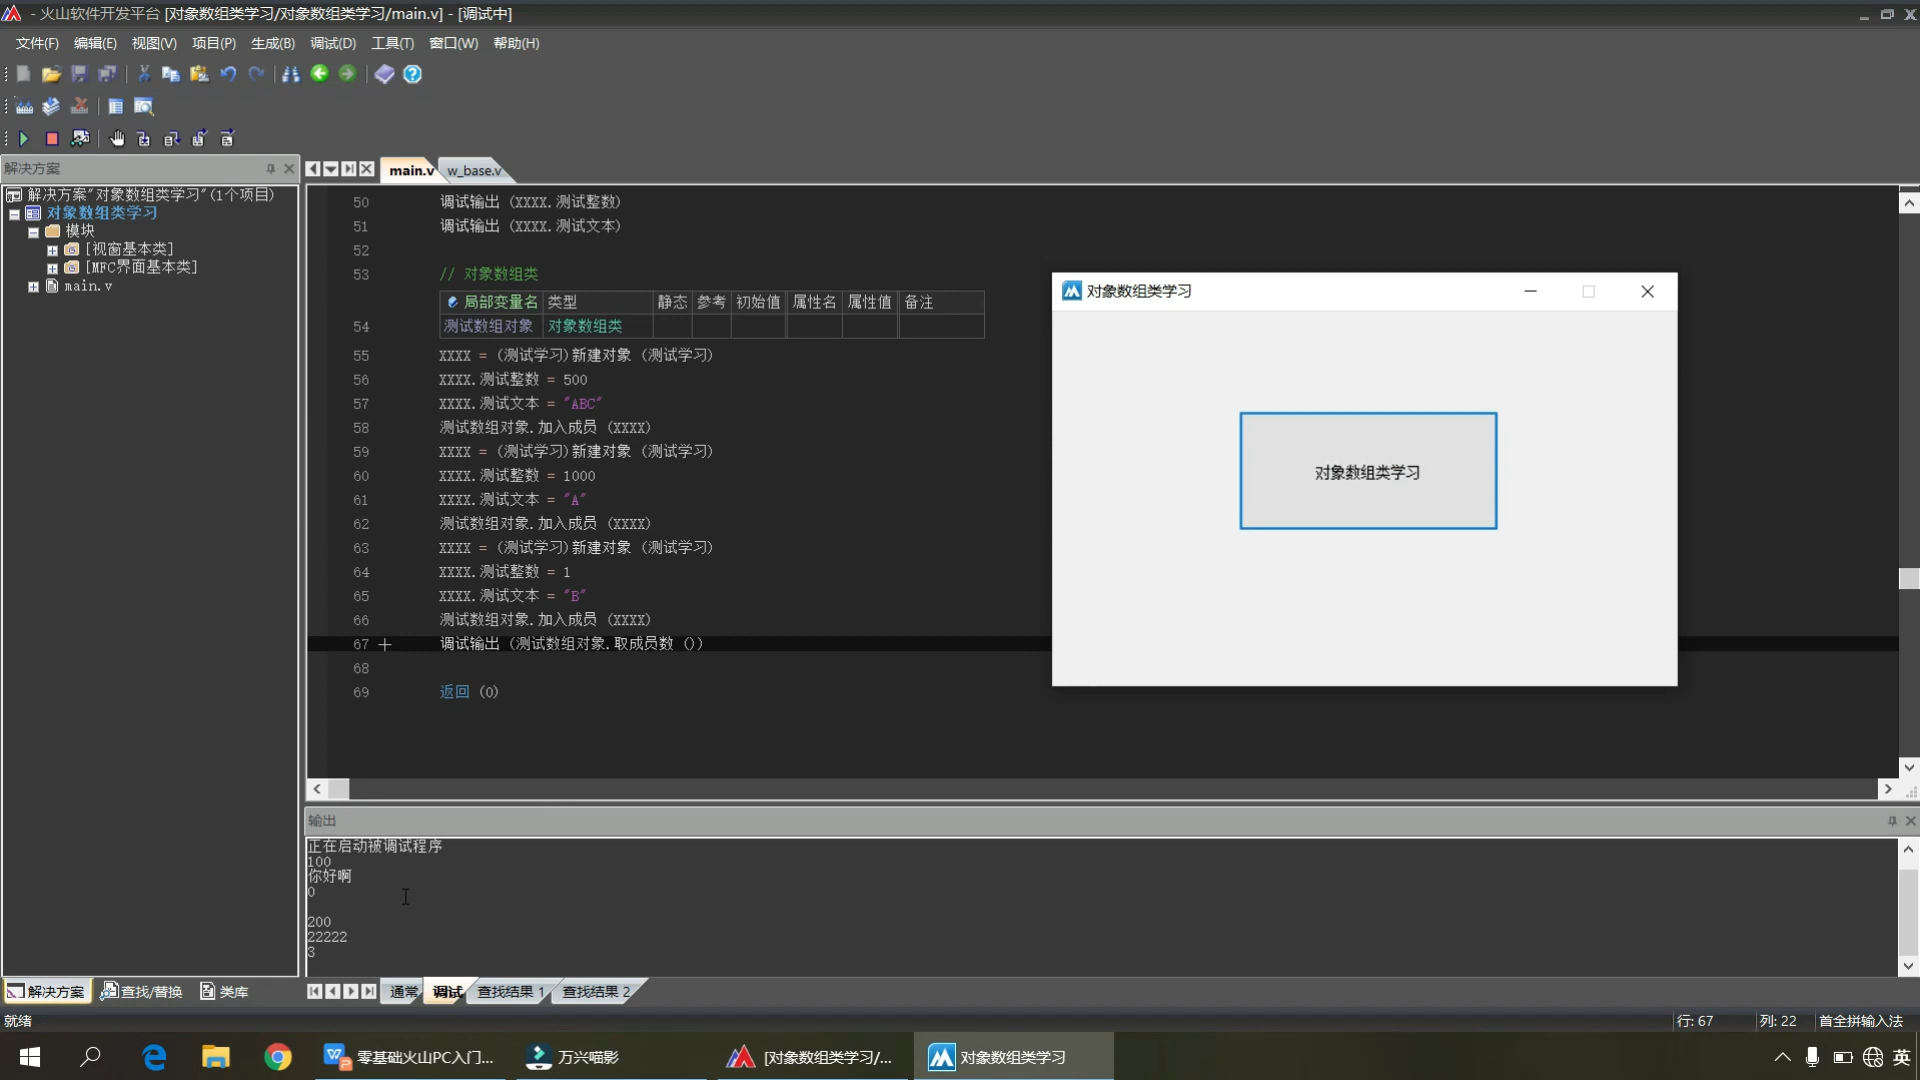 - 火山软件开发平台 [对象数组类学习/对象数组类学习/main.v] - [调试中]
文件(F) 编辑(E) 视图(V) 项目(P) 生成(B) 调试(D) 工具(T) 窗口(W) 帮助(H)
解决方案
main.v w_base.v
解决方案"对象数组类学习"(1个项目)
对象数组类学习
模块
[视窗基本类]
[MFC界面基本类]
main.v
50 调试输出 (XXXX.测试整数)
51 调试输出 (XXXX.测试文本)
52
53 // 对象数组类
局部变量名 类型 静态 参考 初始值 属性名 属性值 备注
54 测试数组对象 对象数组类
55 XXXX = (测试学习)新建对象 (测试学习)
56 XXXX.测试整数 = 500
57 XXXX.测试文本 = "ABC"
58 测试数组对象.加入成员 (XXXX)
59 XXXX = (测试学习)新建对象 (测试学习)
60 XXXX.测试整数 = 1000
61 XXXX.测试文本 = "A"
62 测试数组对象.加入成员 (XXXX)
63 XXXX = (测试学习)新建对象 (测试学习)
64 XXXX.测试整数 = 1
65 XXXX.测试文本 = "B"
66 测试数组对象.加入成员 (XXXX)
67 调试输出 (测试数组对象.取成员数 ())
68
69 返回 (0)
对象数组类学习
对象数组类学习
输出
正在启动被调试程序
100
你好啊
0
200
22222
3
解决方案 查找/替换 类库
通常 调试 查找结果 1 查找结果 2
就绪
行: 67 列: 22 首全拼输入法
零基础火山PC入门... 万兴喵影 [对象数组类学习/... 对象数组类学习 英